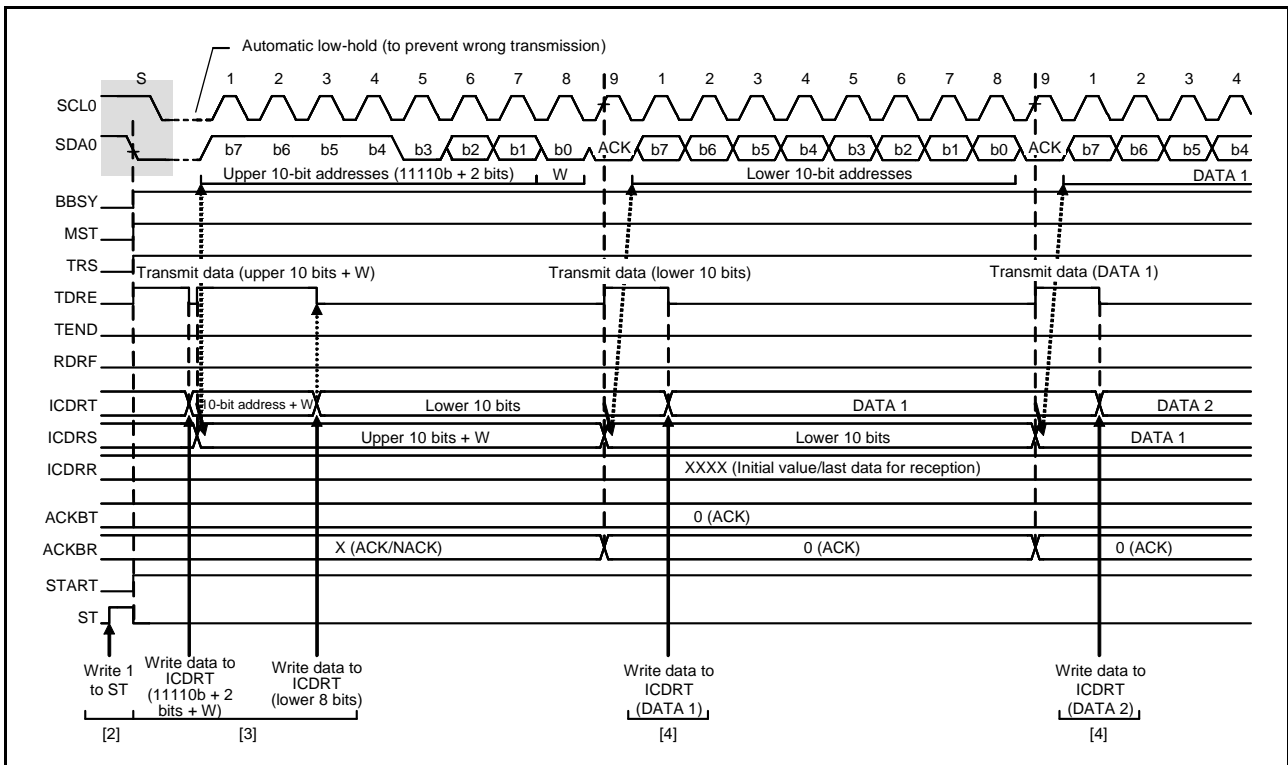 Automatic low-hold (to prevent wrong transmission)
S 1 2 3 4 5 6 7 8 9 1 2 3 4 5 6 7 8 9 1 2 3 4
SCL0
SDA0 b7 b6 b5 b4 b3 b2 b1 b0 ACK b7 b6 b5 b4 b3 b2 b1 b0 ACK b7 b6 b5 b4
Upper 10-bit addresses (11110b + 2 bits) W Lower 10-bit addresses DATA 1
BBSY
MST
TRS
Transmit data (upper 10 bits + W) Transmit data (lower 10 bits) Transmit data (DATA 1)
TDRE
TEND
RDRF
ICDRT 10-bit address + W Lower 10 bits DATA 1 DATA 2
ICDRS Upper 10 bits + W Lower 10 bits DATA 1
ICDRR XXXX (Initial value/last data for reception)
ACKBT 0 (ACK)
ACKBR X (ACK/NACK) 0 (ACK) 0 (ACK)
START
ST
Write 1
to ST
Write data to
ICDRT
(11110b + 2
bits + W)
Write data to
ICDRT
(lower 8 bits)
Write data to
ICDRT
(DATA 1)
Write data to
ICDRT
(DATA 2)
[2] [3] [4] [4]